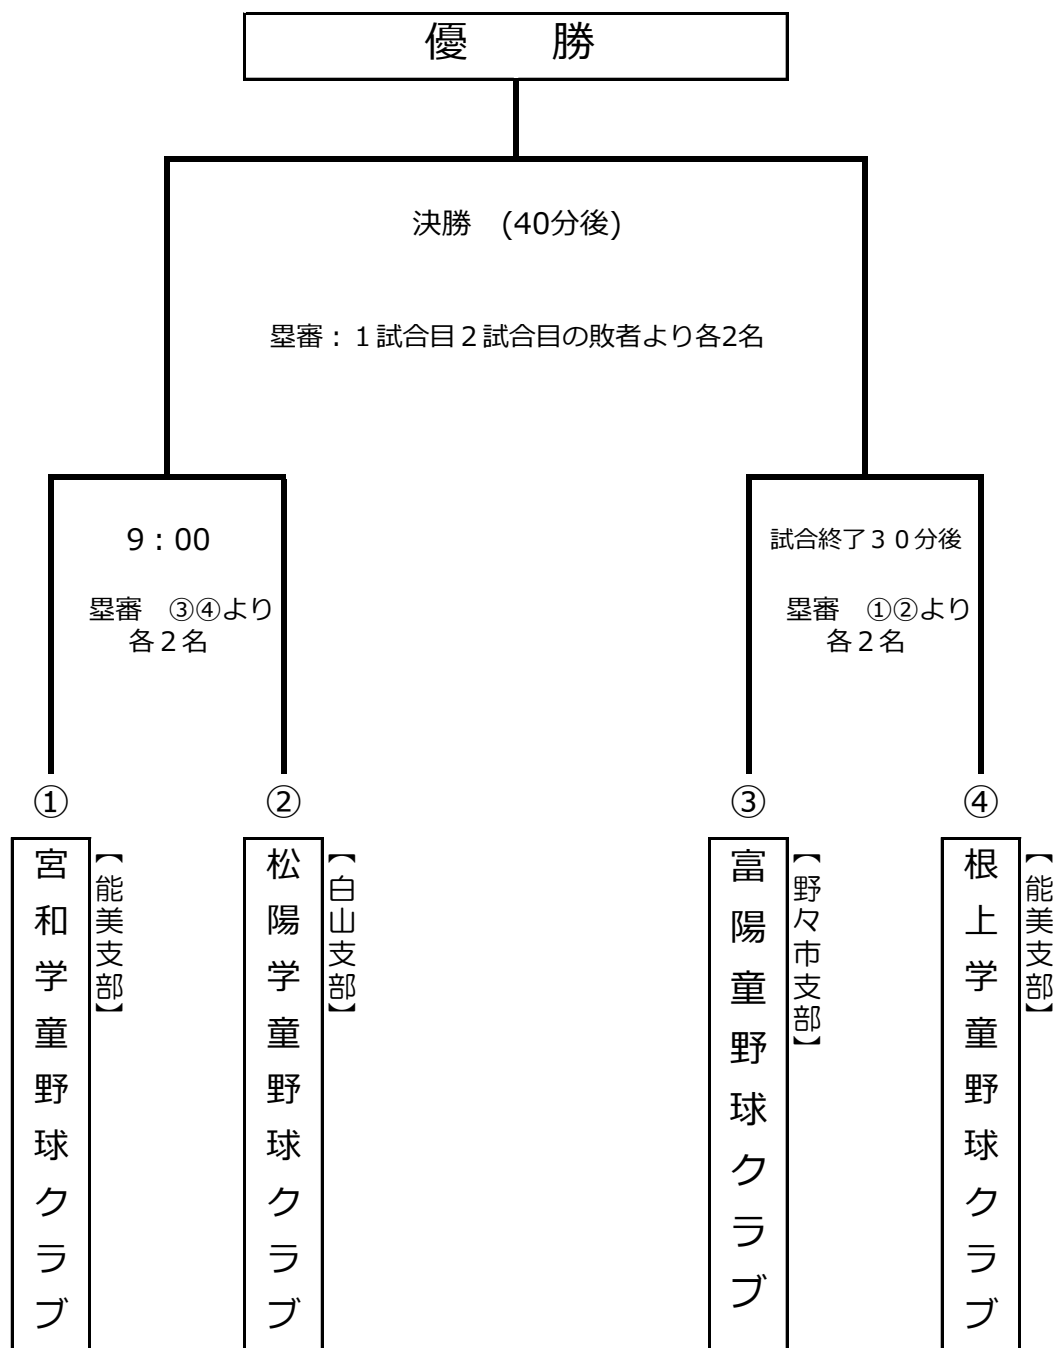 優　　勝
決勝　(40分後)
塁審：１試合目２試合目の敗者より各2名
9：00
塁審　③④より
各２名
試合終了３０分後
塁審　①②より
各２名
①
②
③
④
宮和学童野球クラブ
【能美支部】
松陽学童野球クラブ
【白山支部】
富陽童野球クラブ
【野々市支部】
根上学童野球クラブ
【能美支部】